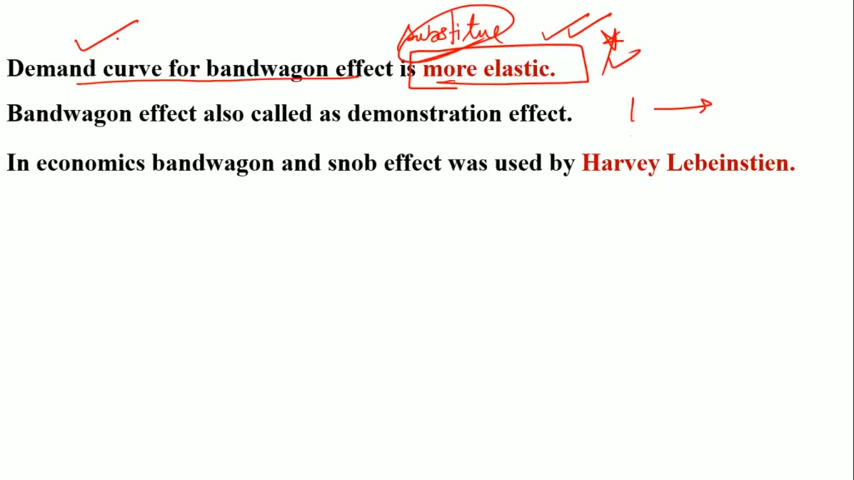 substitue
Demand curve for bandwagon effect is more elastic.
Bandwagon effect also called as demonstration effect.
In economics bandwagon and snob effect was used by Harvey Lebeinstien.